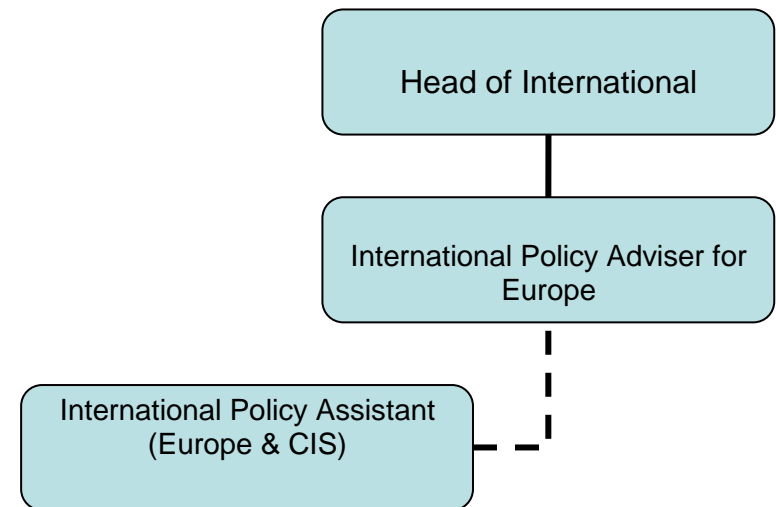 Head of International
International Policy Adviser for
Europe
International Policy Assistant
(Europe & CIS)